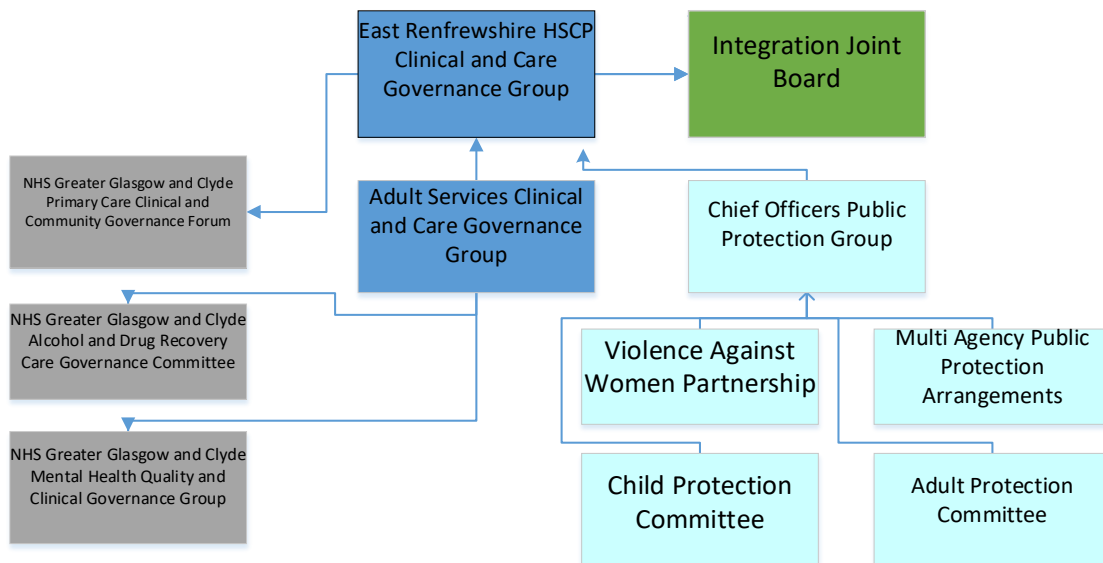 East Renfrewshire HSCP
Clinical and Care
Governance Group
Integration Joint
Board
NHS Greater Glasgow and Clyde
Primary Care Clinical and
Community Governance Forum
Adult Services Clinical
and Care Governance
Group
Chief Officers Public
Protection Group
NHS Greater Glasgow and Clyde
Alcohol and Drug Recovery
Care Governance Committee
Violence Against
Women Partnership
Multi Agency Public
Protection
Arrangements
NHS Greater Glasgow and Clyde
Mental Health Quality and
Clinical Governance Group
Child Protection
Committee
Adult Protection
Committee